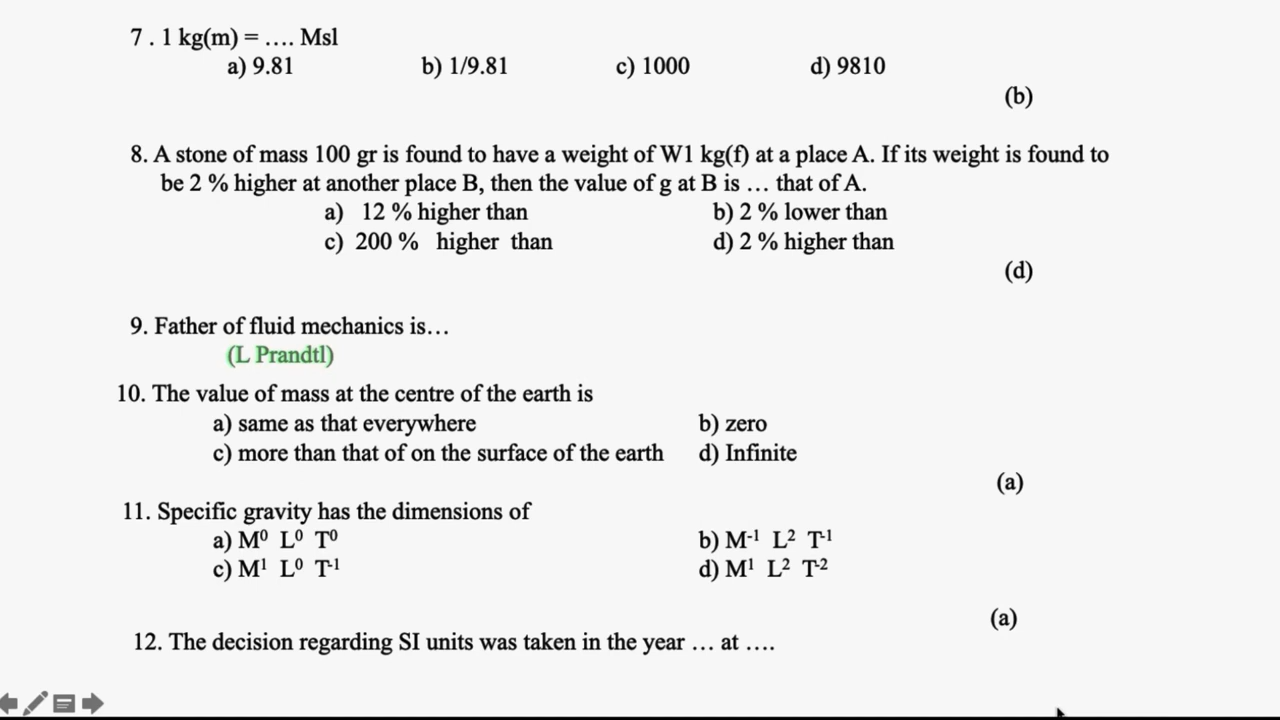 7 . 1 kg(m) = .... Msl
a) 9.81 b) 1/9.81 c) 1000 d) 9810
(b)
8. A stone of mass 100 gr is found to have a weight of W1 kg(f) at a place A. If its weight is found to
be 2 % higher at another place B, then the value of g at B is … that of A.
a) 12 % higher than b) 2 % lower than
c) 200 % higher than d) 2 % higher than
(d)
9. Father of fluid mechanics is…
(L Prandtl)
10. The value of mass at the centre of the earth is
a) same as that everywhere b) zero
c) more than that of on the surface of the earth d) Infinite
(a)
11. Specific gravity has the dimensions of
a) M⁰ L⁰ T⁰ b) M⁻¹ L² T⁻¹
c) M¹ L⁰ T⁻¹ d) M¹ L² T⁻²
(a)
12. The decision regarding SI units was taken in the year … at ….